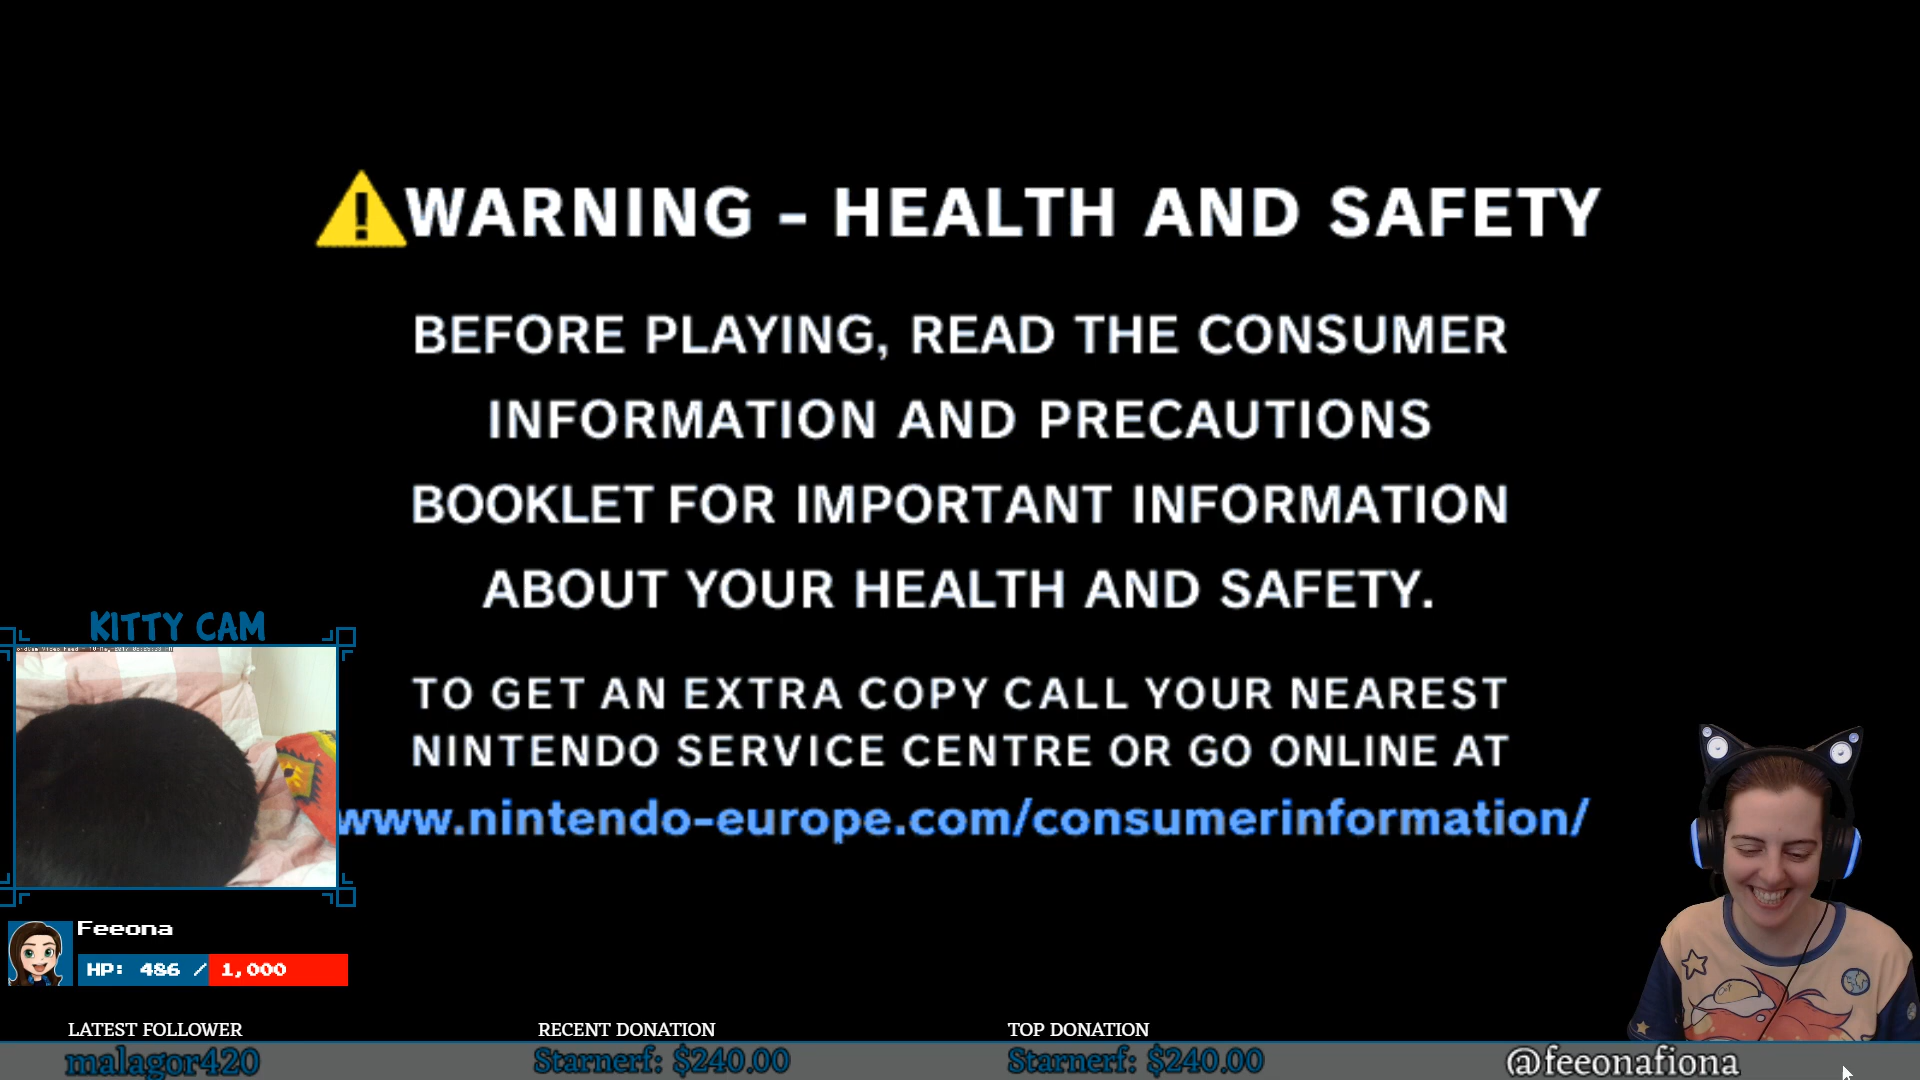 WARNING - HEALTH AND SAFETY
BEFORE PLAYING, READ THE CONSUMER
INFORMATION AND PRECAUTIONS
BOOKLET FOR IMPORTANT INFORMATION
ABOUT YOUR HEALTH AND SAFETY.
TO GET AN EXTRA COPY CALL YOUR NEAREST
NINTENDO SERVICE CENTRE OR GO ONLINE AT
www.nintendo-europe.com/consumerinformation/
KITTY CAM
Feeona
HP: 486 / 1,000
LATEST FOLLOWER
malagor420
RECENT DONATION
Starnerf: $240.00
TOP DONATION
Starnerf: $240.00
@feeonafiona